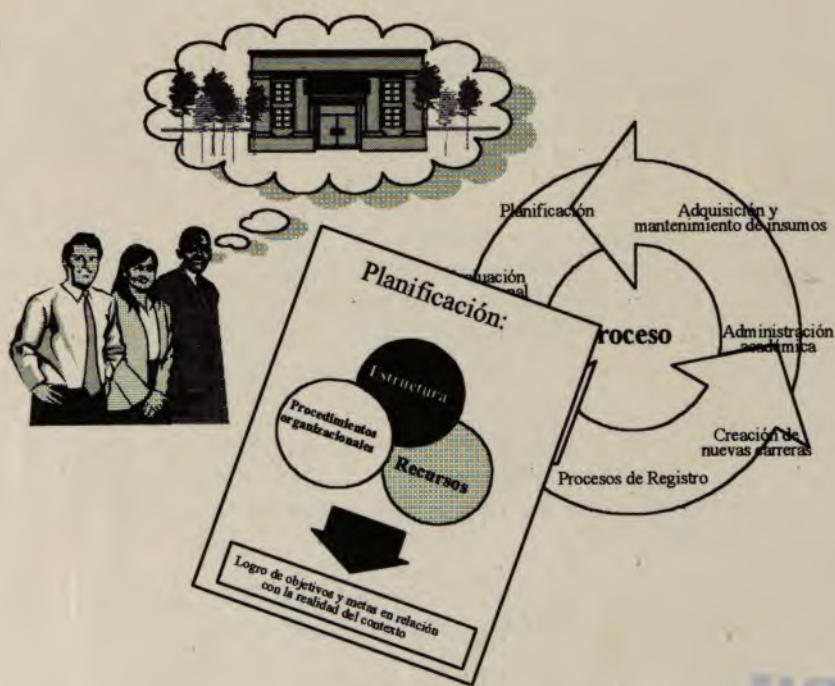 Planificación
Adquisición y
mantenimiento de insumos
Administración
académica
Creación de
nuevas carreras
Procesos de Registro
Planificación:
Estructura
Procedimientos
organizacionales
Recursos
Logro de objetivos y metas en relación
con la realidad del contexto